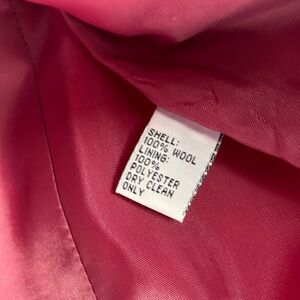 SHELL:
100% WOOL
LINING:
100%
POLYESTER
DRY CLEAN
ONLY